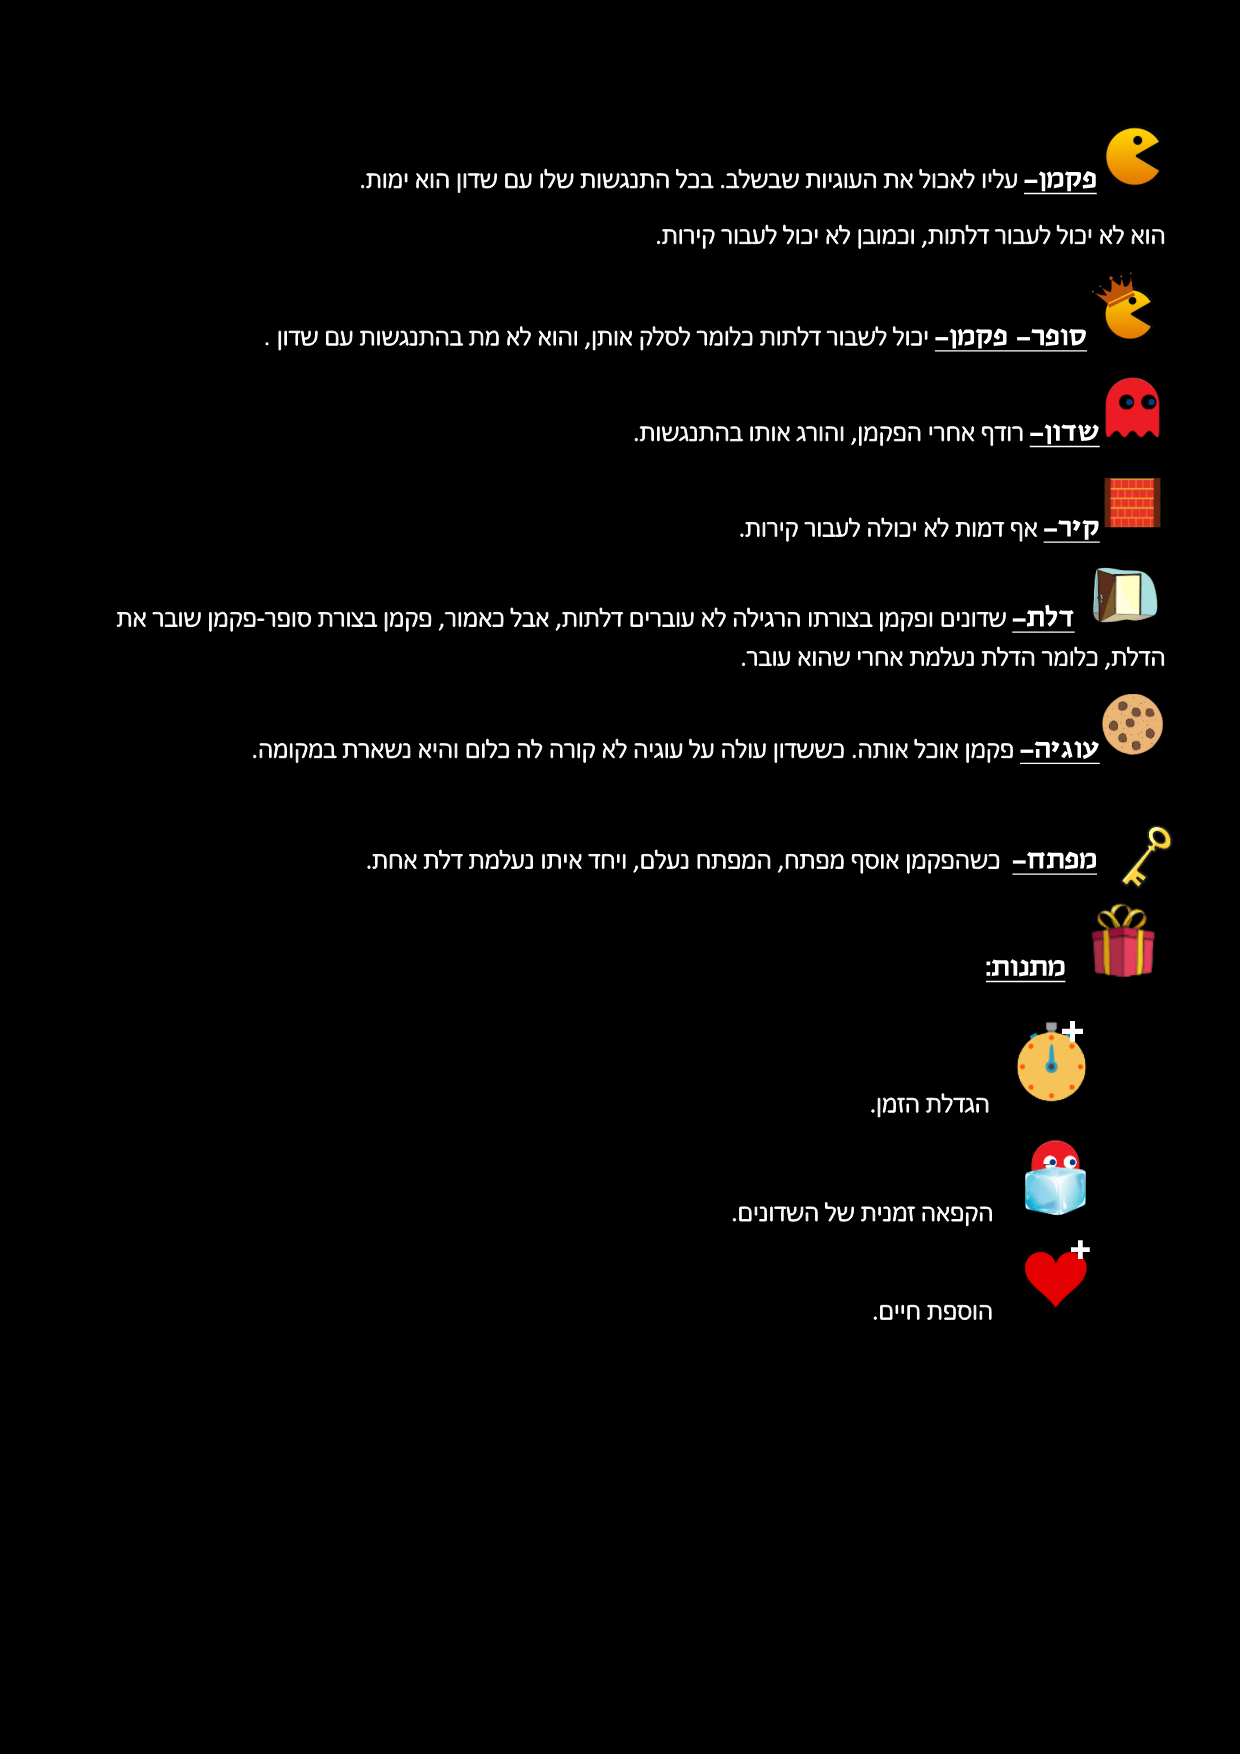 פקמן- עליו לאכול את העוגיות שבשלב. בכל התנגשות שלו עם שדון הוא ימות.
הוא לא יכול לעבור דלתות, וכמובן לא יכול לעבור קירות.
סופר- פקמן- יכול לשבור דלתות כלומר לסלק אותן, והוא לא מת בהתנגשות עם שדון .
שדון- רודף אחרי הפקמן, והורג אותו בהתנגשות.
קיר- אף דמות לא יכולה לעבור קירות.
דלת- שדונים ופקמן בצורתו הרגילה לא עוברים דלתות, אבל כאמור, פקמן בצורת סופר-פקמן שובר את
הדלת, כלומר הדלת נעלמת אחרי שהוא עובר.
עוגיה- פקמן אוכל אותה. כששדון עולה על עוגיה לא קורה לה כלום והיא נשארת במקומה.
מפתח- כשהפקמן אוסף מפתח, המפתח נעלם, ויחד איתו נעלמת דלת אחת.
מתנות:
הגדלת הזמן.
הקפאה זמנית של השדונים.
הוספת חיים.